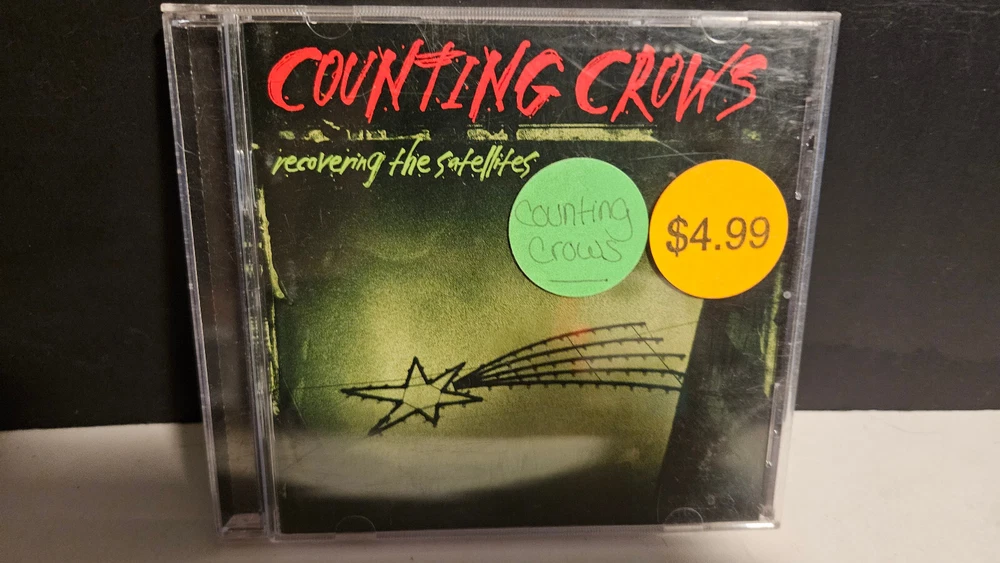 COUNTING CROWS
recovering the satellites
counting
crows
$4.99